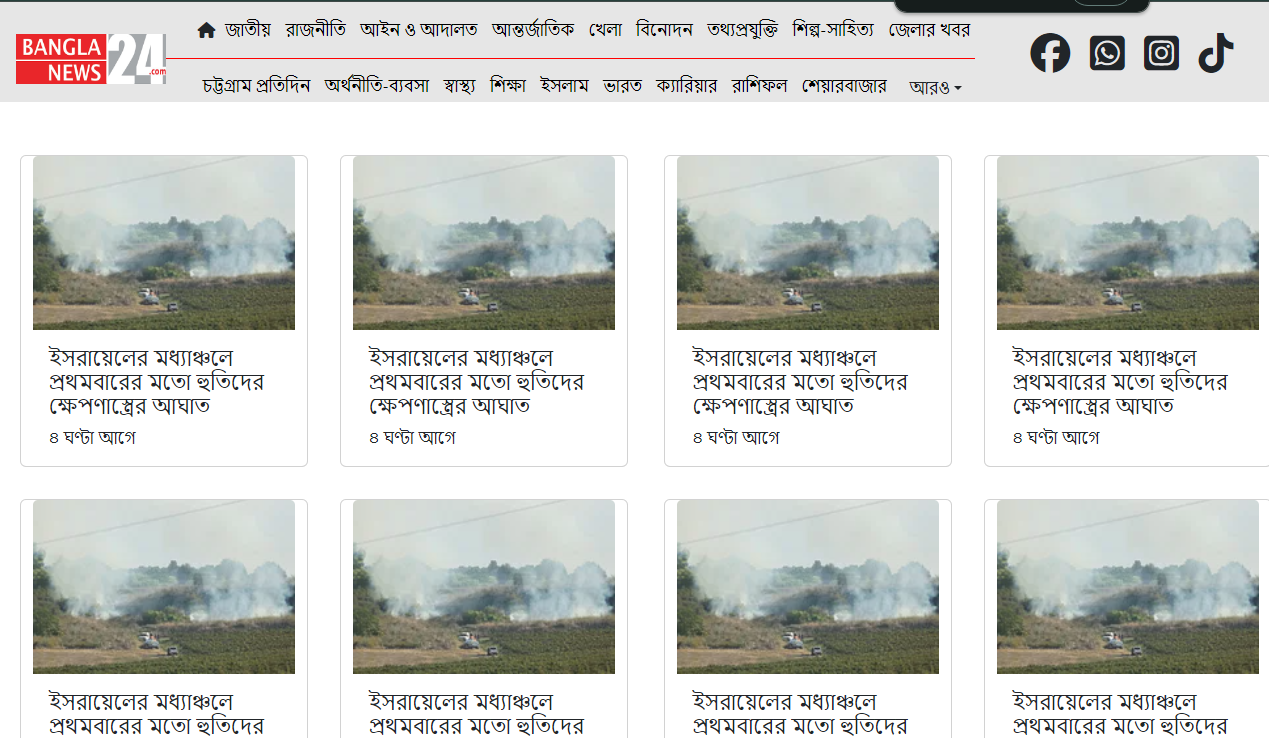 BANGLA
NEWS 24.com
জাতীয় রাজনীতি আইন ও আদালত আন্তর্জাতিক খেলা বিনোদন তথ্যপ্রযুক্তি শিল্প-সাহিত্য জেলার খবর
চট্টগ্রাম প্রতিদিন অর্থনীতি-ব্যবসা স্বাস্থ্য শিক্ষা ইসলাম ভারত ক্যারিয়ার রাশিফল শেয়ারবাজার আরও
ইসরায়েলের মধ্যাঞ্চলে
প্রথমবারের মতো হুতিদের
ক্ষেপণাস্ত্রের আঘাত
৪ ঘণ্টা আগে
ইসরায়েলের মধ্যাঞ্চলে
প্রথমবারের মতো হুতিদের
ক্ষেপণাস্ত্রের আঘাত
৪ ঘণ্টা আগে
ইসরায়েলের মধ্যাঞ্চলে
প্রথমবারের মতো হুতিদের
ক্ষেপণাস্ত্রের আঘাত
৪ ঘণ্টা আগে
ইসরায়েলের মধ্যাঞ্চলে
প্রথমবারের মতো হুতিদের
ক্ষেপণাস্ত্রের আঘাত
৪ ঘণ্টা আগে
ইসরায়েলের মধ্যাঞ্চলে
প্রথমবারের মতো হুতিদের
ইসরায়েলের মধ্যাঞ্চলে
প্রথমবারের মতো হুতিদের
ইসরায়েলের মধ্যাঞ্চলে
প্রথমবারের মতো হুতিদের
ইসরায়েলের মধ্যাঞ্চলে
প্রথমবারের মতো হুতিদের